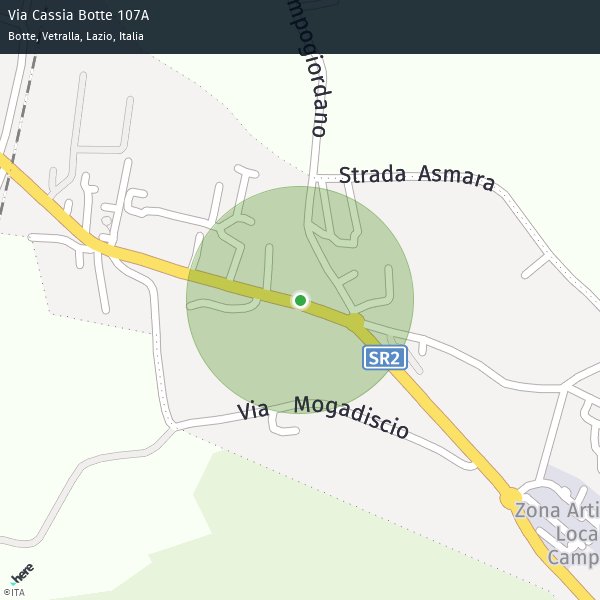 Via Cassia Botte 107A
Botte, Vetralla, Lazio, Italia
mpogiordano
Strada Asmara
SR2
Via Mogadiscio
Zona Arti
Loca
Camp
here
©ITA